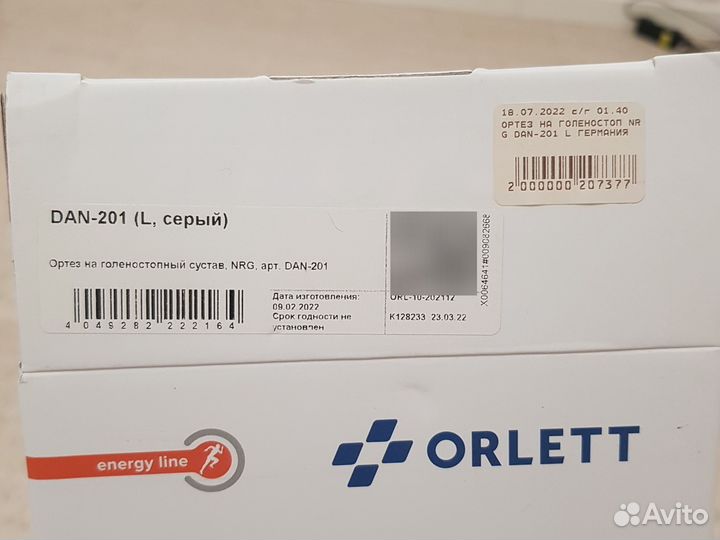 18.07.2022 с/г 01.40
ОРТЕЗ НА ГОЛЕНОСТОП NR
G DAN-201 L ГЕРМАНИЯ
2 000000 207377
DAN-201 (L, серый)
Ортез на голеностопный сустав, NRG, арт. DAN-201
4 049282 222164
Дата изготовления:
09.02.2022
Срок годности не
установлен
ORL-10-202112
K128233 23.03.22
X0064641#009082668
energy line
ORLETT
Avito